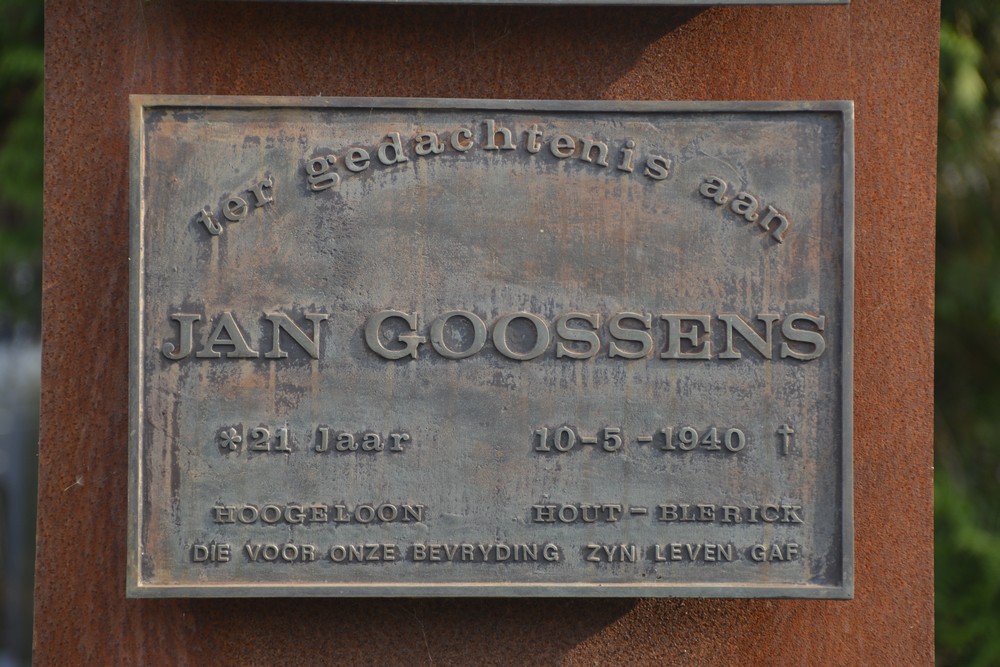 ter gedachtenis aan
JAN GOOSSENS
* 21 Jaar 10-5-1940 †
HOOGELOON HOUT-BLERICK
DIE VOOR ONZE BEVRYDING ZYN LEVEN GAF